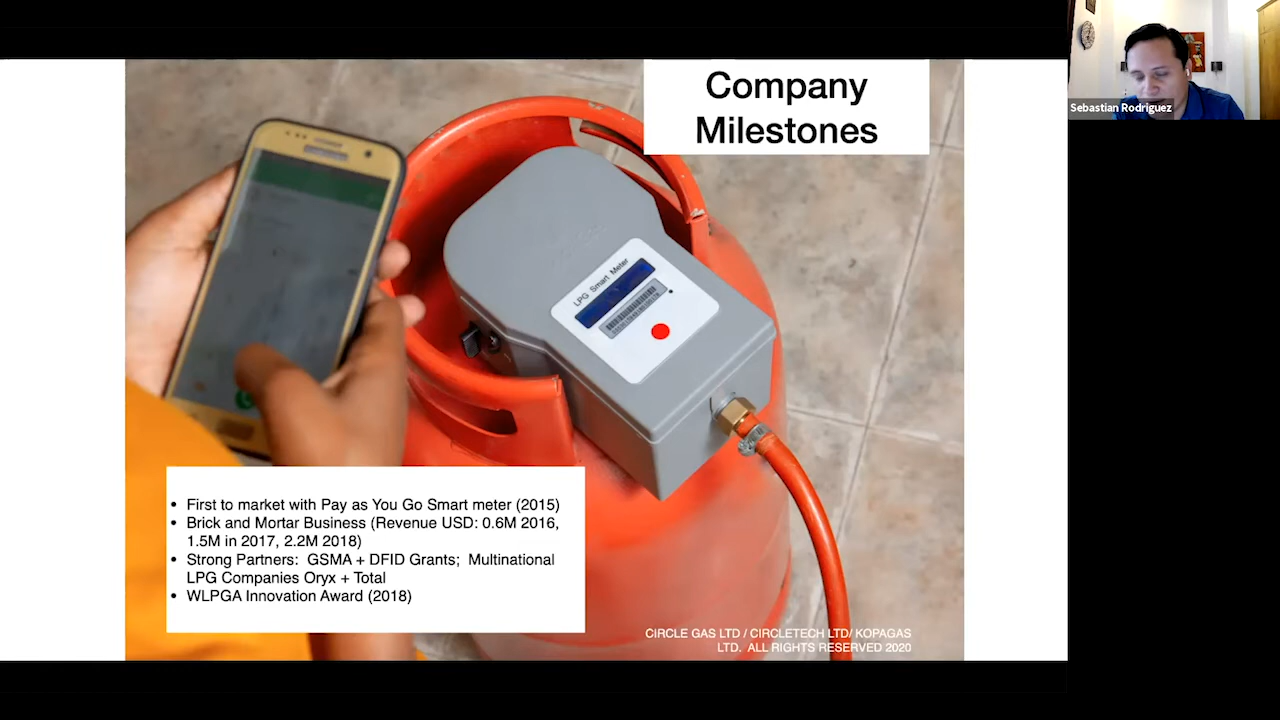 Company
Milestones
Sebastian Rodriguez
LPG Smart Meter
• First to market with Pay as You Go Smart meter (2015)
• Brick and Mortar Business (Revenue USD: 0.6M 2016,
1.5M in 2017, 2.2M 2018)
• Strong Partners: GSMA + DFID Grants; Multinational
LPG Companies Oryx + Total
• WLPGA Innovation Award (2018)
CIRCLE GAS LTD / CIRCLETECH LTD/ KOPAGAS
LTD. ALL RIGHTS RESERVED 2020